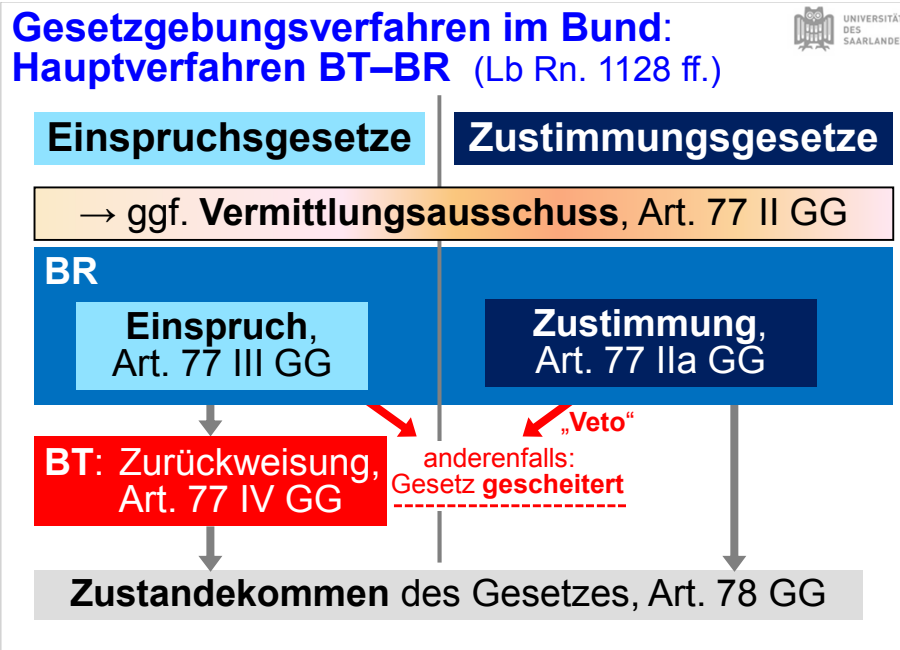 Gesetzgebungsverfahren im Bund:
Hauptverfahren BT–BR (Lb Rn. 1128 ff.)
UNIVERSITÄT
DES
SAARLANDES
Einspruchsgesetze
Zustimmungsgesetze
→ ggf. Vermittlungsausschuss, Art. 77 II GG
BR
Einspruch,
Art. 77 III GG
Zustimmung,
Art. 77 IIa GG
„Veto“
BT: Zurückweisung,
Art. 77 IV GG
anderenfalls:
Gesetz gescheitert
Zustandekommen des Gesetzes, Art. 78 GG